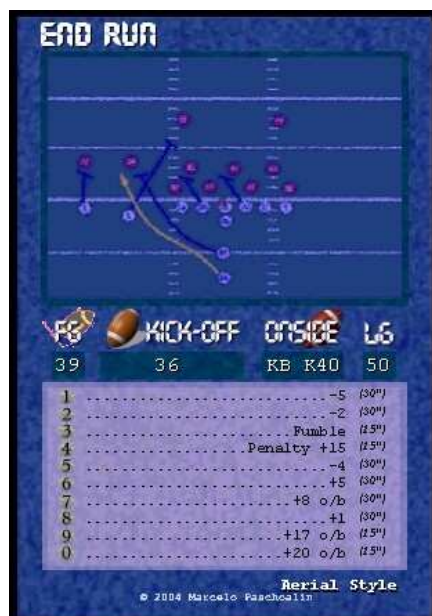 END RUN
FG KICK-OFF ONSIDE LG
39 36 KB K40 50
1 ................................-5 (30")
2 ................................-2 (30")
3 ...........................Fumble (15")
4 .....................Penalty +15 (15")
5 ................................-4 (30")
6 ................................+5 (30")
7 ...........................+8 o/b (30")
8 ................................+1 (30")
9 ..........................+17 o/b (15")
0 ..........................+20 o/b (15")
Aerial Style
© 2004 Marcelo Paschoalin